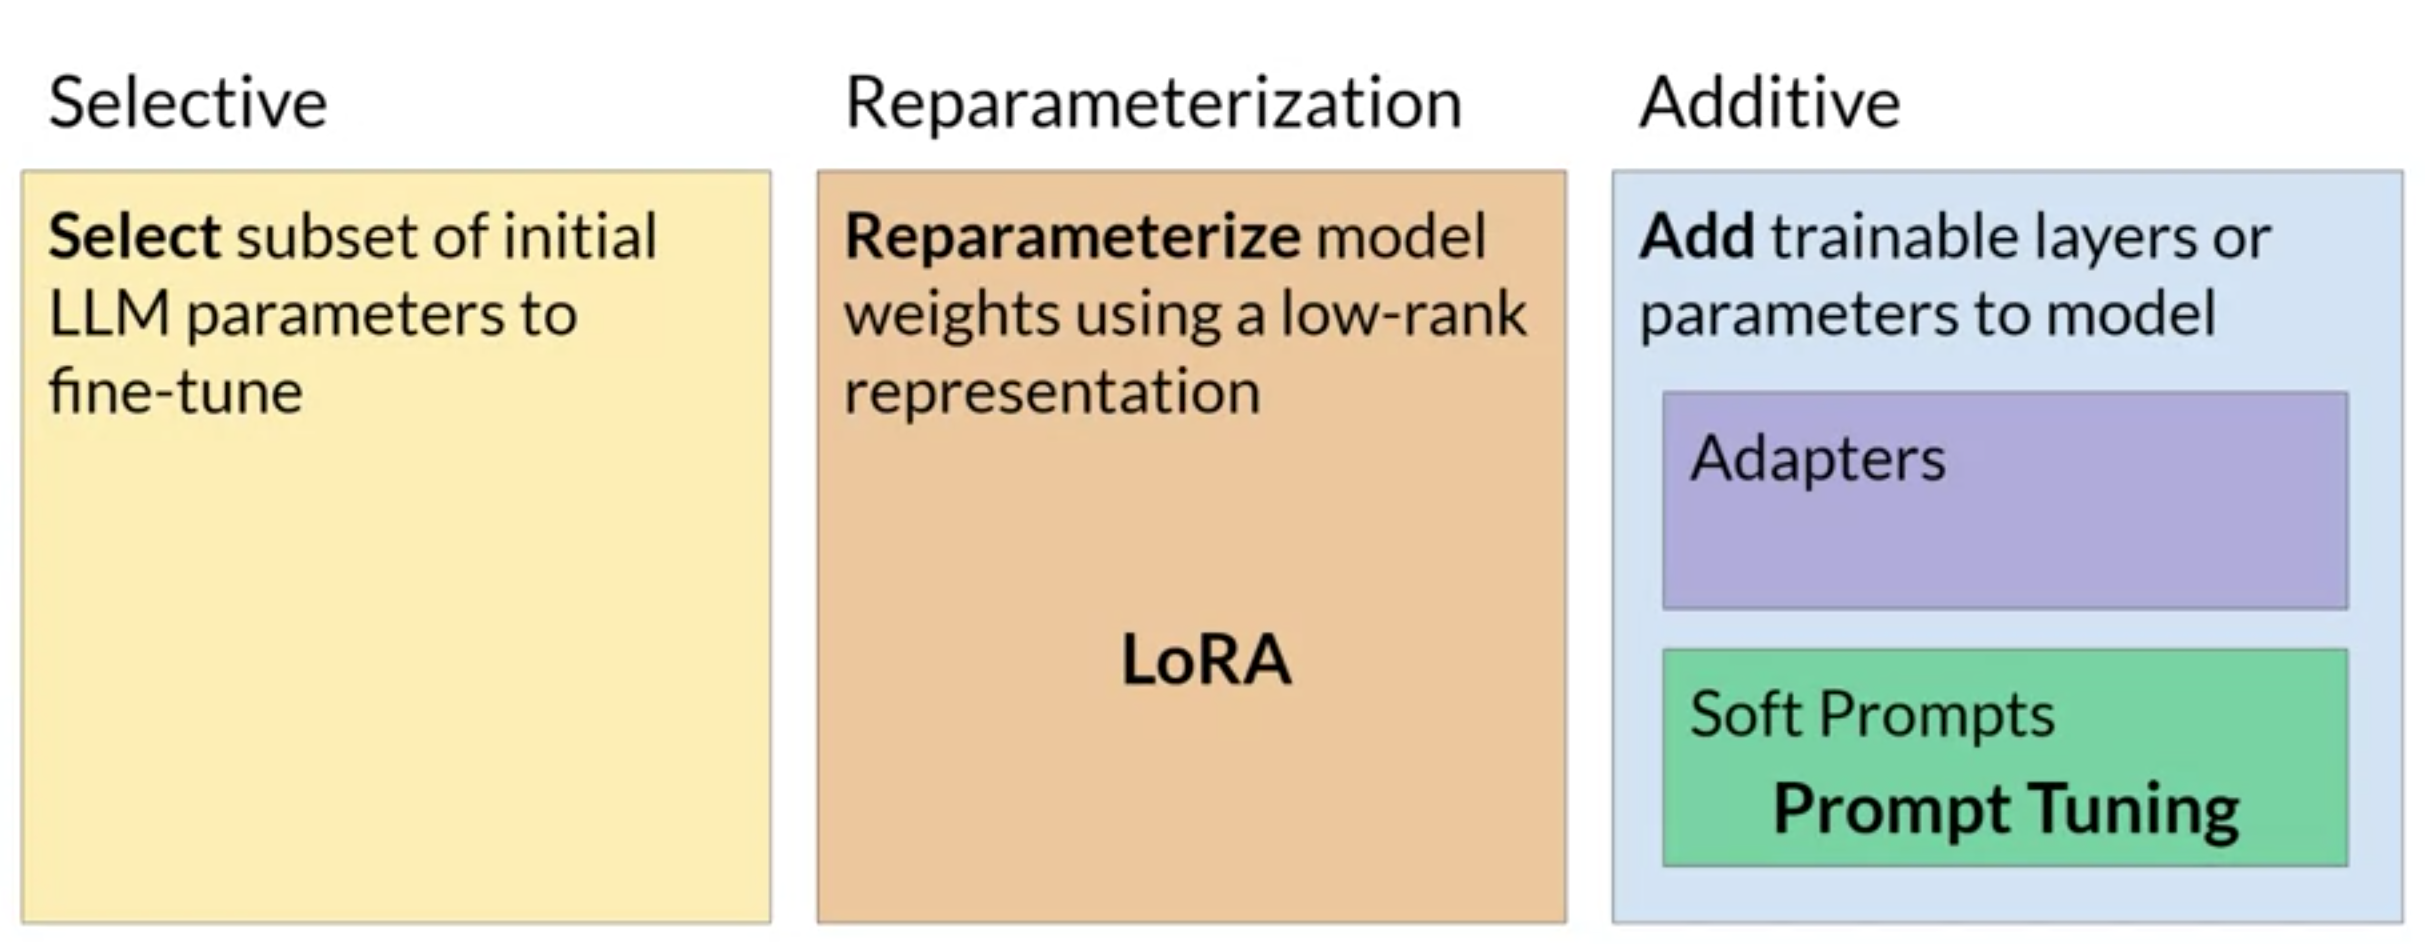 Selective
Select subset of initial
LLM parameters to
fine-tune
Reparameterization
Reparameterize model
weights using a low-rank
representation
LoRA
Additive
Add trainable layers or
parameters to model
Adapters
Soft Prompts
Prompt Tuning